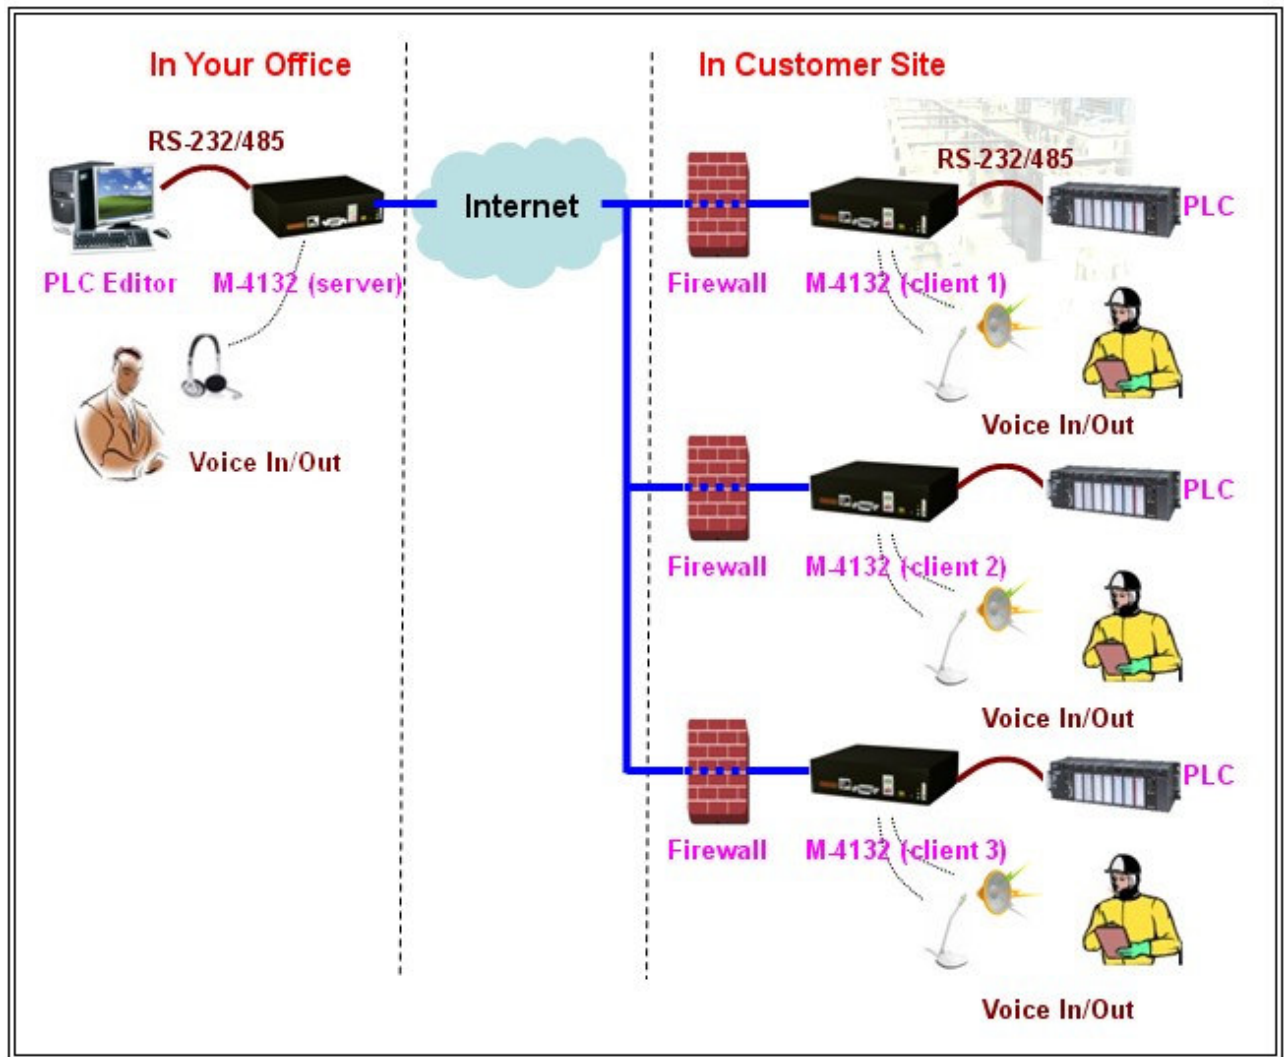 In Your Office
In Customer Site
RS-232/485
RS-232/485
Internet
PLC
PLC Editor
M-4132 (server)
Firewall
M-4132 (client 1)
Voice In/Out
Voice In/Out
PLC
Firewall
M-4132 (client 2)
Voice In/Out
PLC
Firewall
M-4132 (client 3)
Voice In/Out